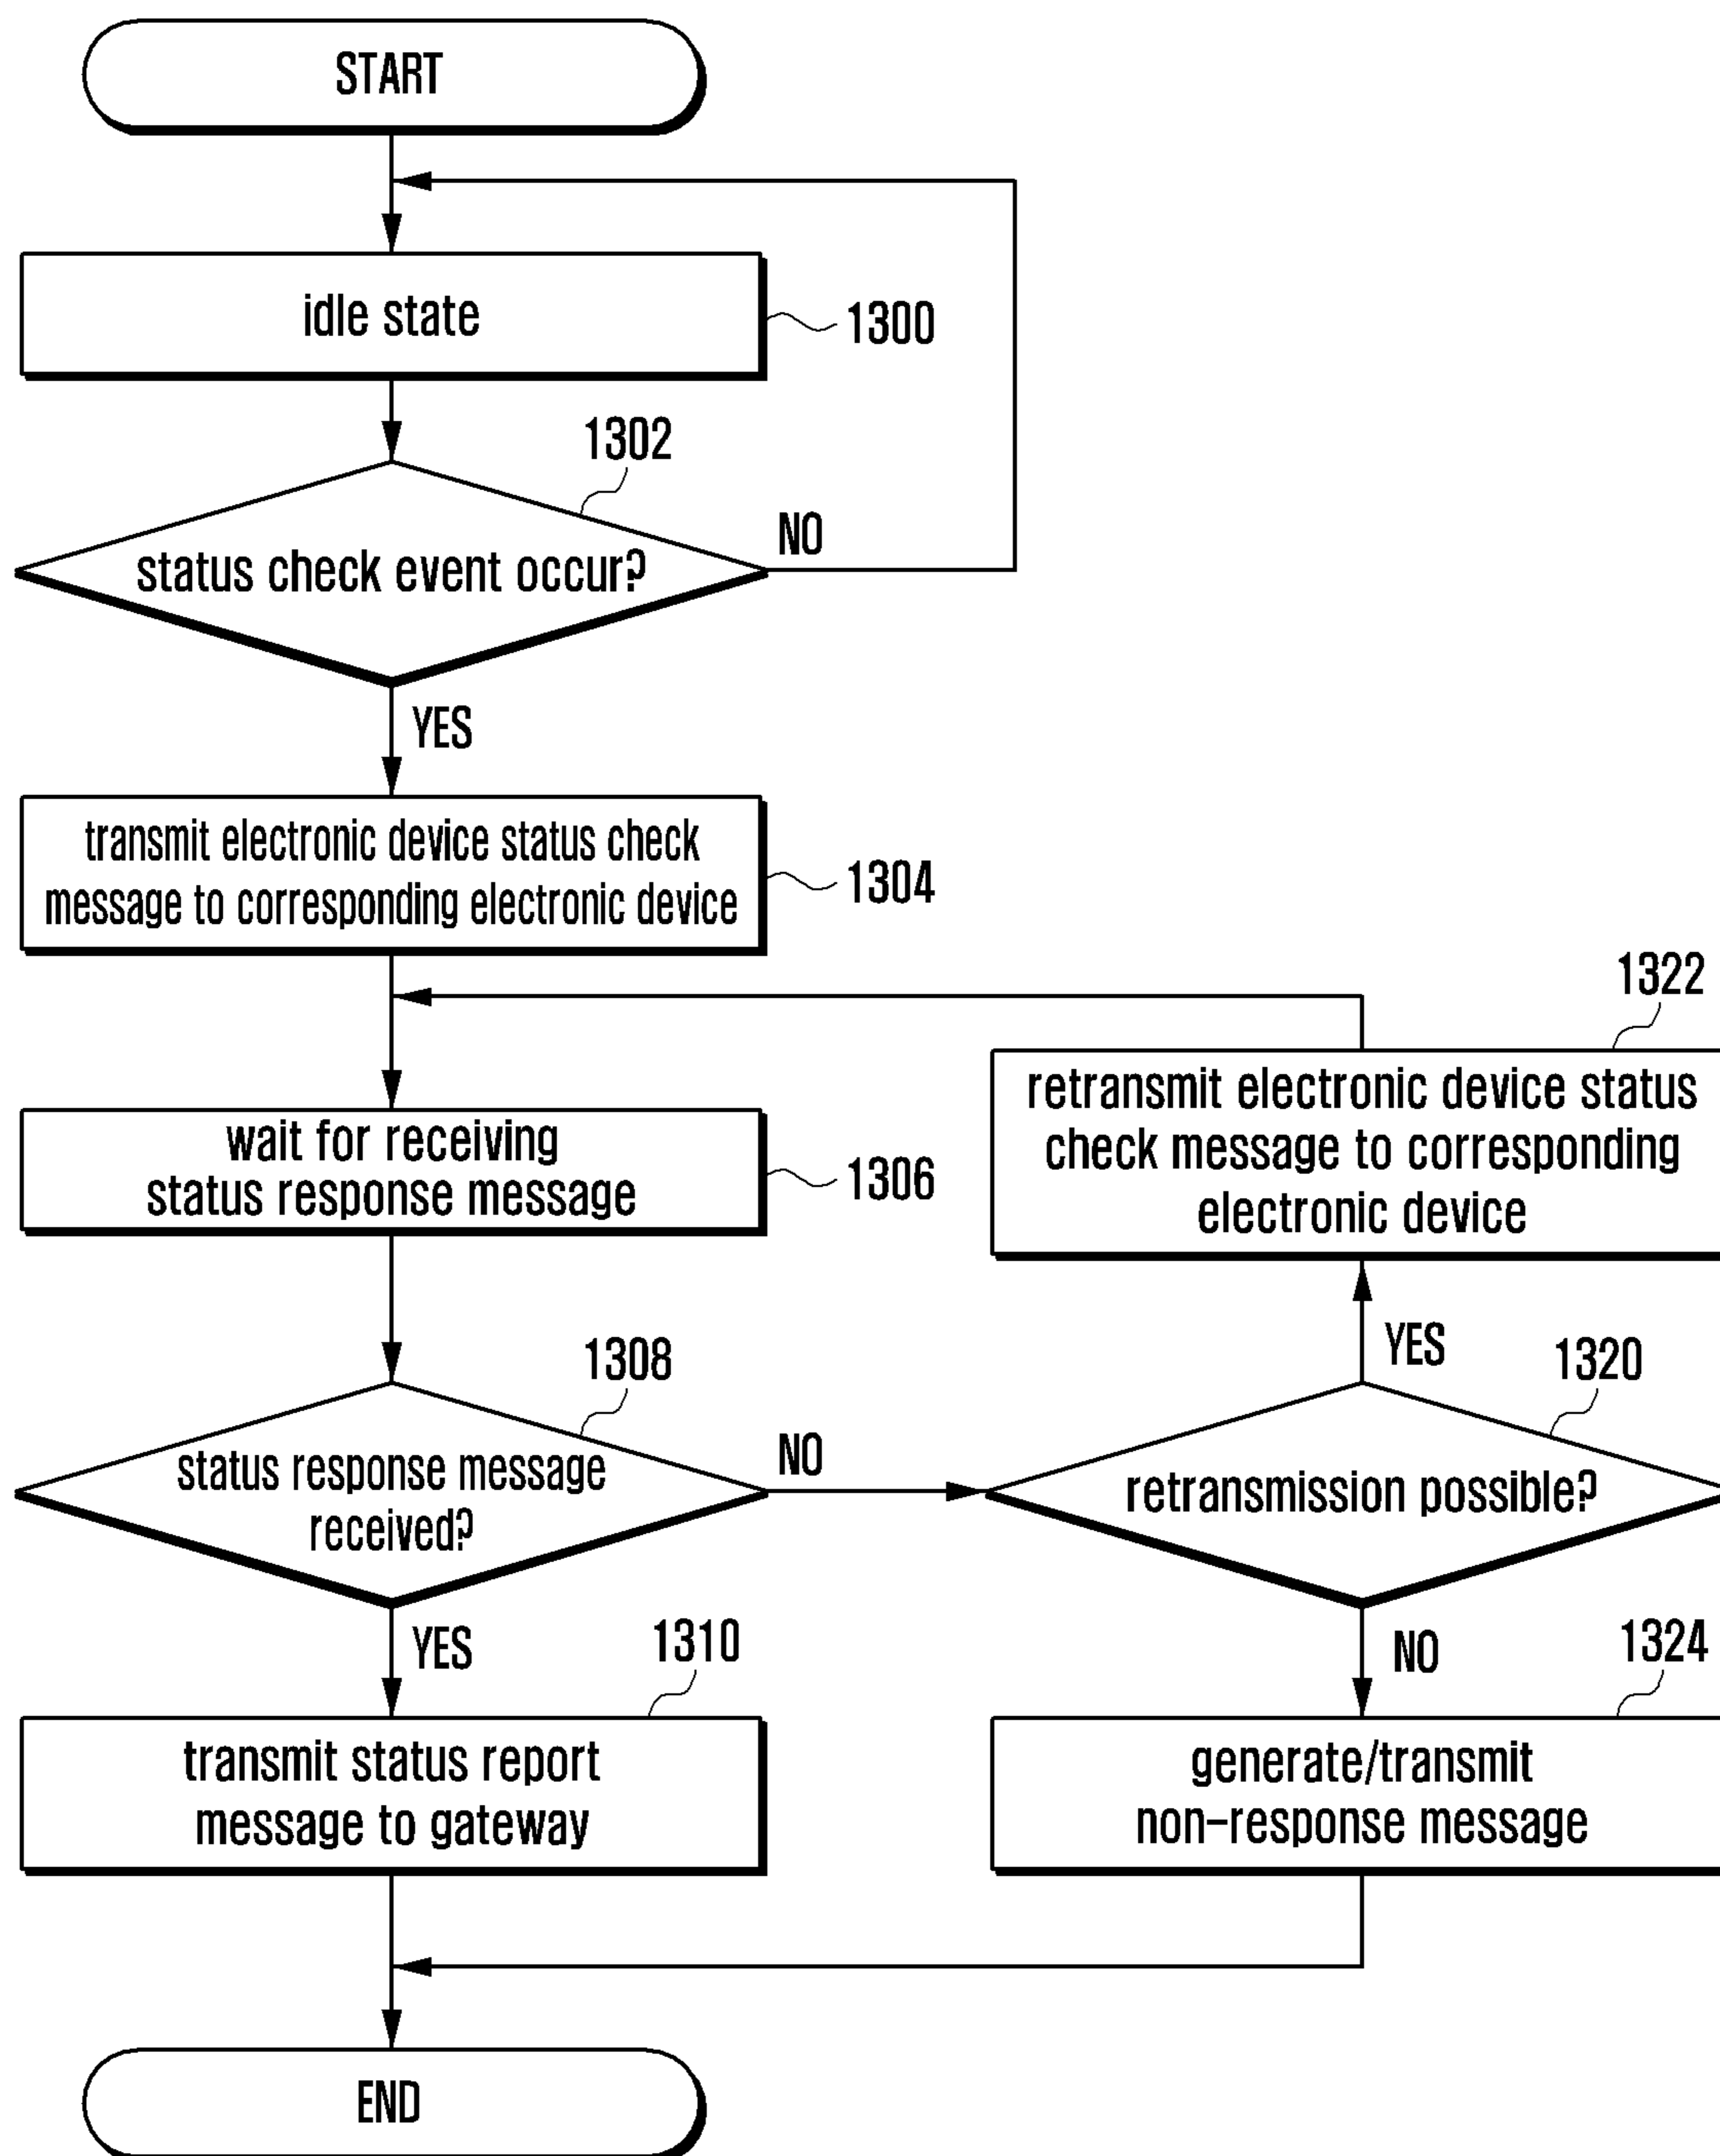 START
idle state
1300
1302
status check event occur?
NO
YES
transmit electronic device status check
message to corresponding electronic device
1304
1322
retransmit electronic device status
check message to corresponding
electronic device
wait for receiving
status response message
1306
1308
status response message
received?
NO
YES
1320
retransmission possible?
YES
NO
1310
transmit status report
message to gateway
1324
generate/transmit
non-response message
END